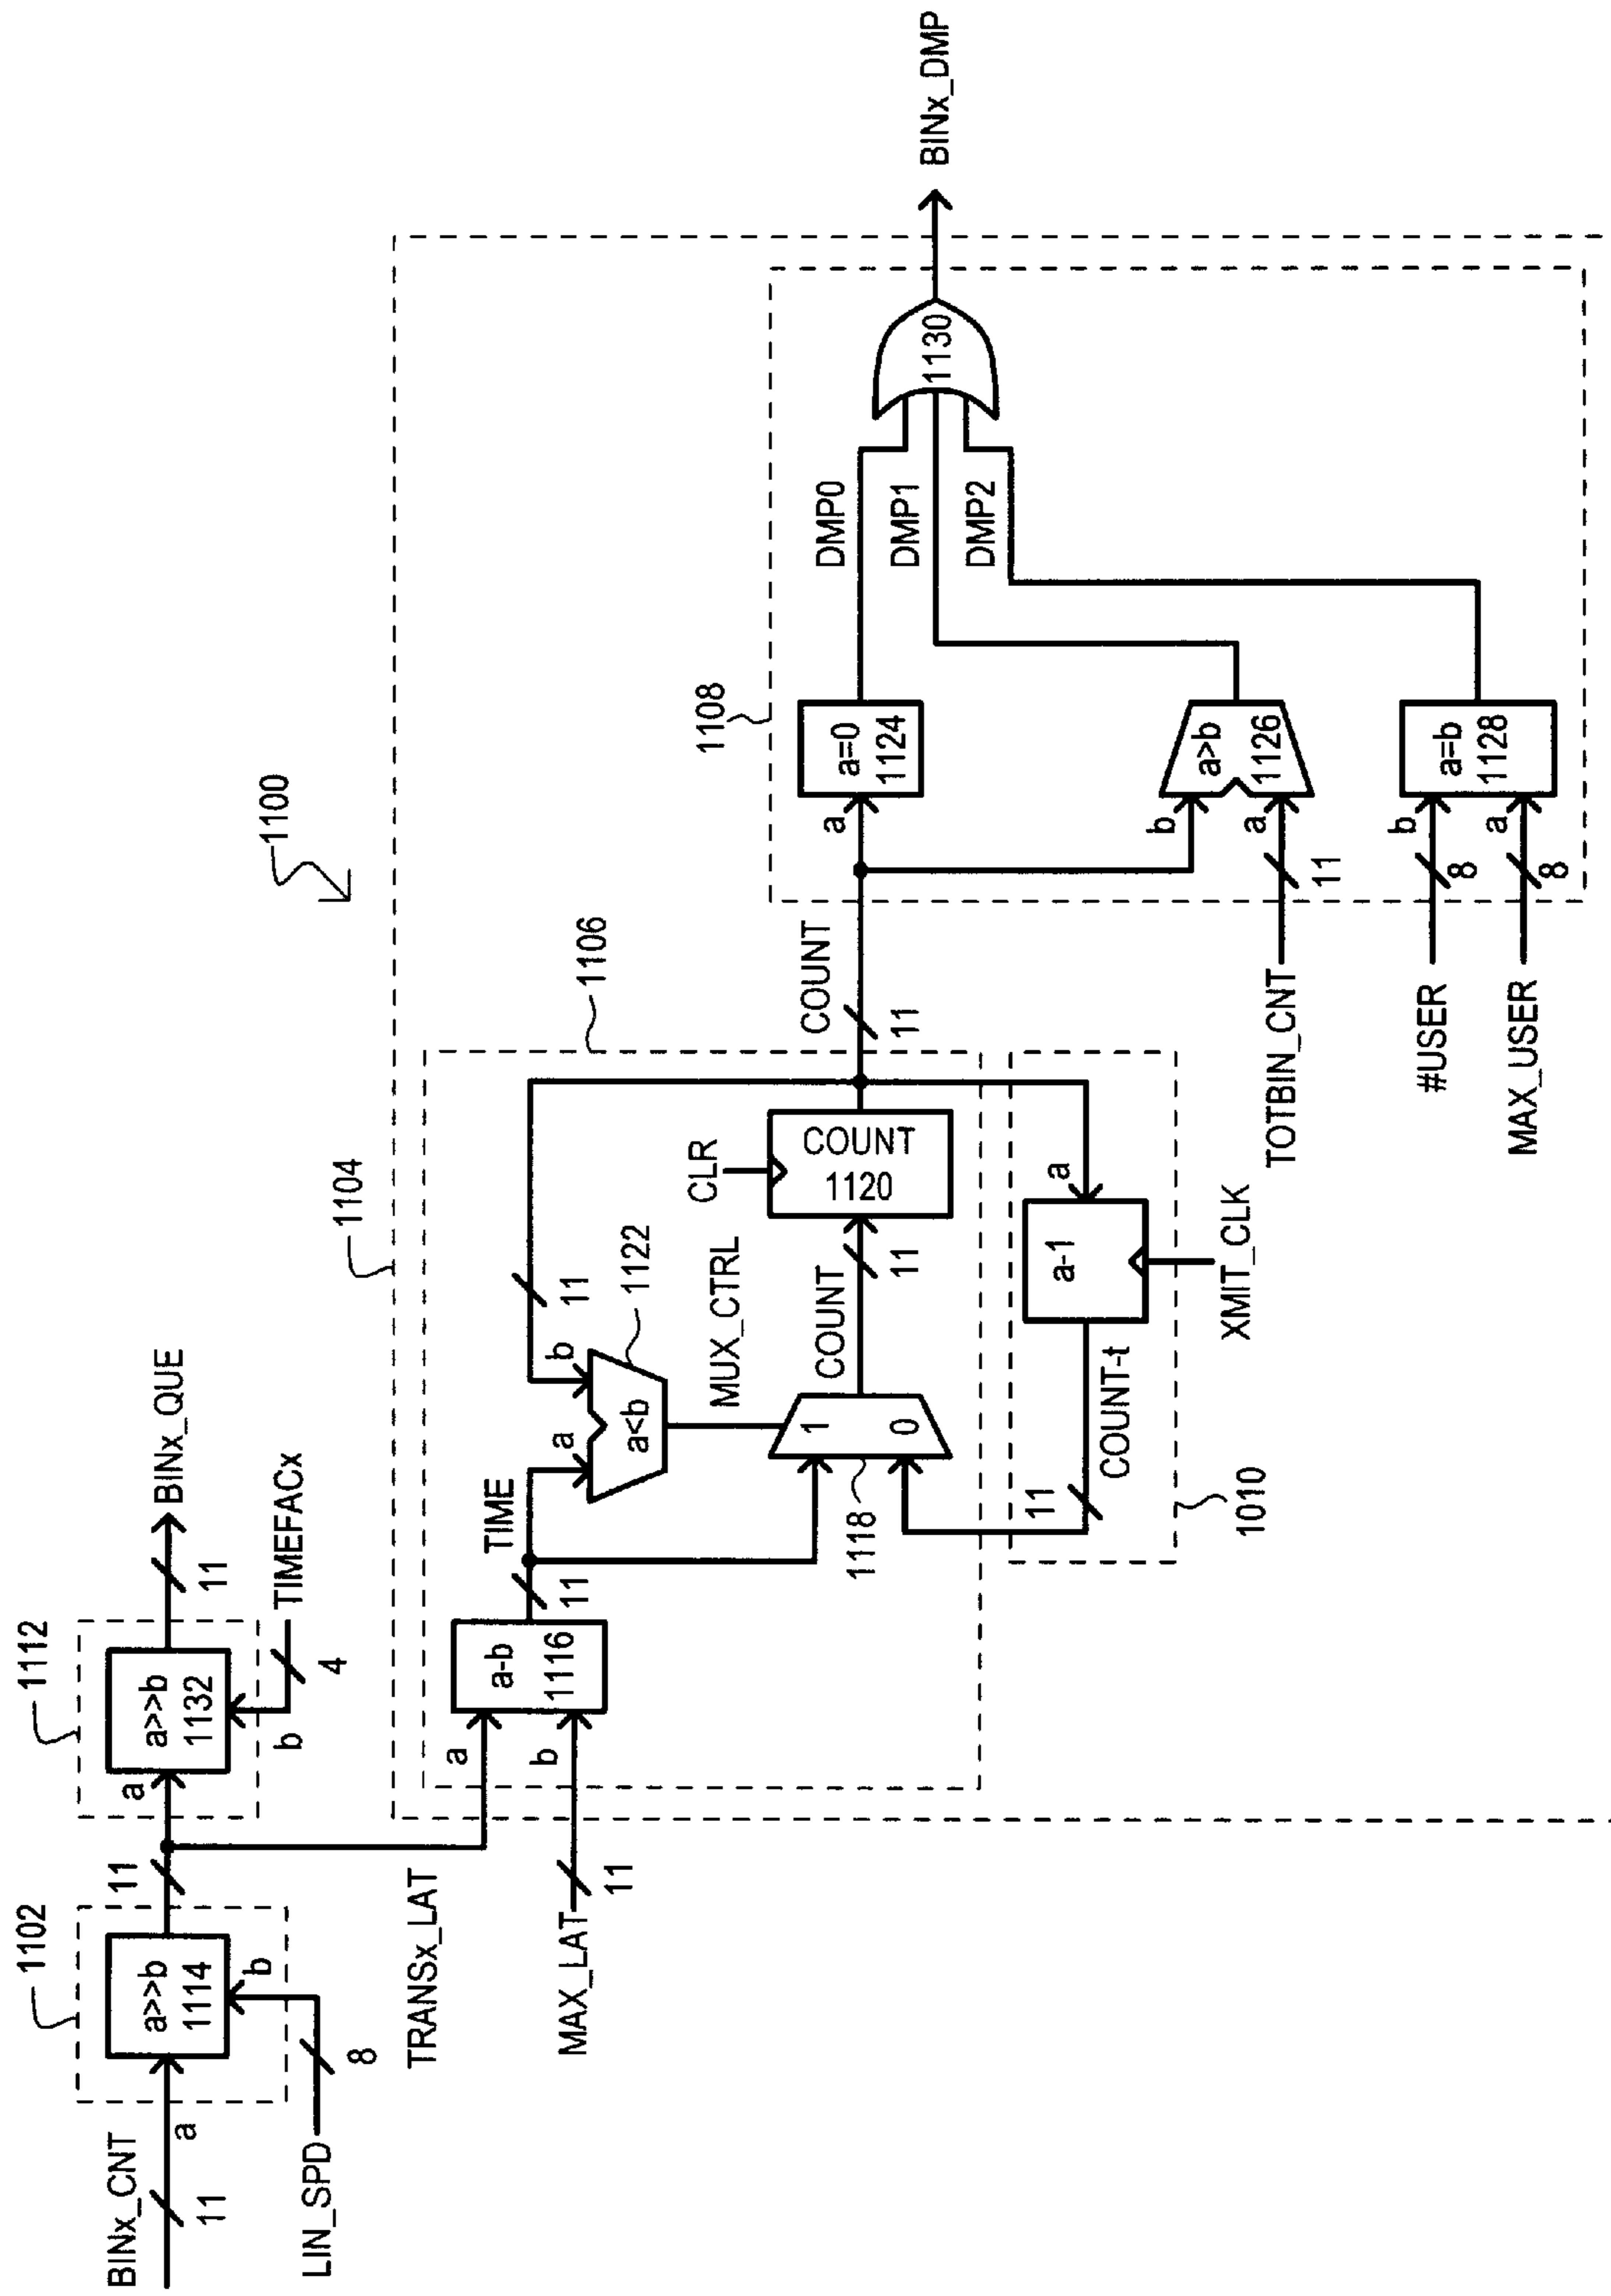 1100
BINx_CNT
a
11
LIN_SPD
8
1102
a>>b
1114
b
11
1112
a
a>>b
1132
b
4
TIMEFACx
11
BINx_QUE
TRANSx_LAT
MAX_LAT
11
1104
1106
a
b
a-b
1116
11
TIME
a
b
a<b
1122
11
MUX_CTRL
1118
1
0
COUNT
11
CLR
COUNT
1120
11
COUNT-t
a-1
a
XMIT_CLK
1010
COUNT
11
1108
a
a=0
1124
b
a
a>b
1126
TOTBIN_CNT
11
#USER
8
b
MAX_USER
8
a
a=b
1128
DMP0
DMP1
DMP2
1130
BINx_DMP